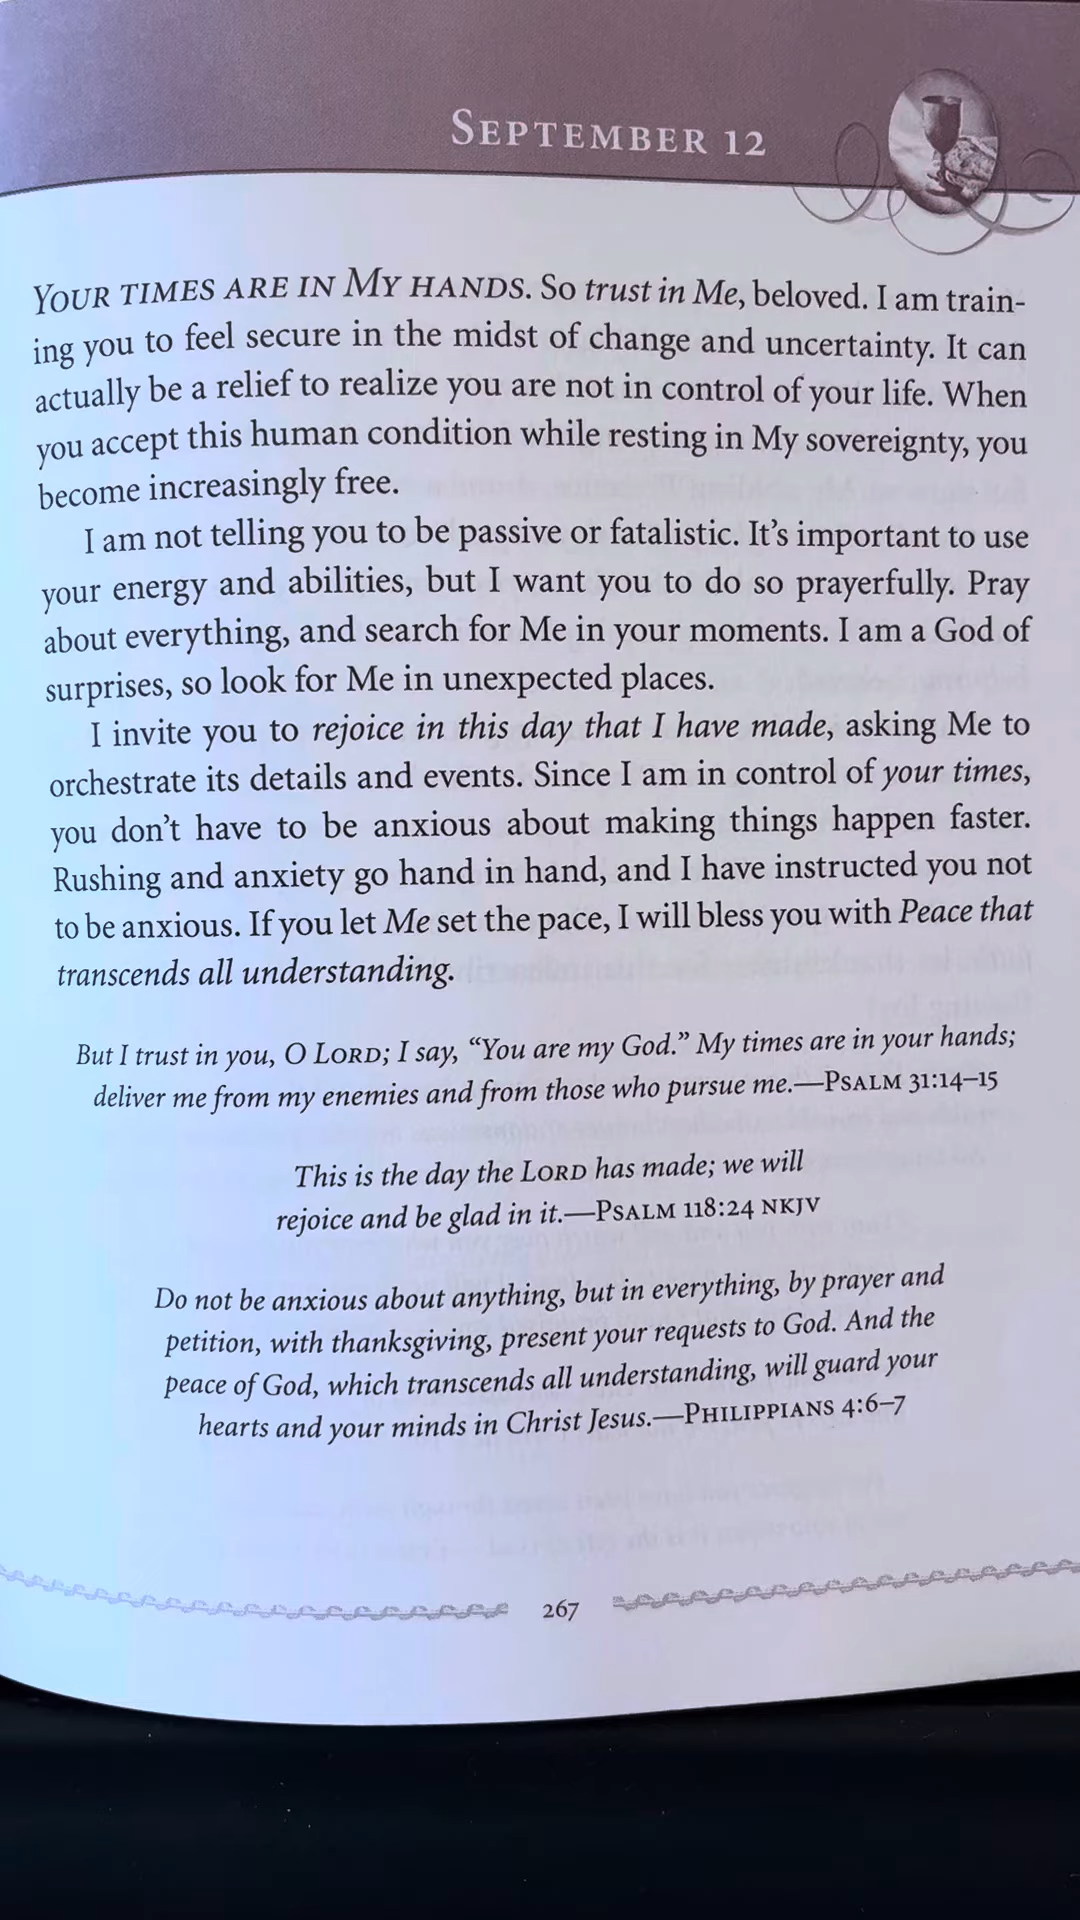 SEPTEMBER 12
YOUR TIMES ARE IN MY HANDS. So trust in Me, beloved. I am train-
ing you to feel secure in the midst of change and uncertainty. It can
actually be a relief to realize you are not in control of your life. When
you accept this human condition while resting in My sovereignty, you
become increasingly free.
I am not telling you to be passive or fatalistic. It's important to use
your energy and abilities, but I want you to do so prayerfully. Pray
about everything, and search for Me in your moments. I am a God of
surprises, so look for Me in unexpected places.
I invite you to rejoice in this day that I have made, asking Me to
orchestrate its details and events. Since I am in control of your times,
you don't have to be anxious about making things happen faster.
Rushing and anxiety go hand in hand, and I have instructed you not
to be anxious. If you let Me set the pace, I will bless you with Peace that
transcends all understanding.
But I trust in you, O LORD; I say, “You are my God.” My times are in your hands;
deliver me from my enemies and from those who pursue me.—PSALM 31:14–15
This is the day the LORD has made; we will
rejoice and be glad in it.—PSALM 118:24 NKJV
Do not be anxious about anything, but in everything, by prayer and
petition, with thanksgiving, present your requests to God. And the
peace of God, which transcends all understanding, will guard your
hearts and your minds in Christ Jesus.—PHILIPPIANS 4:6–7
267